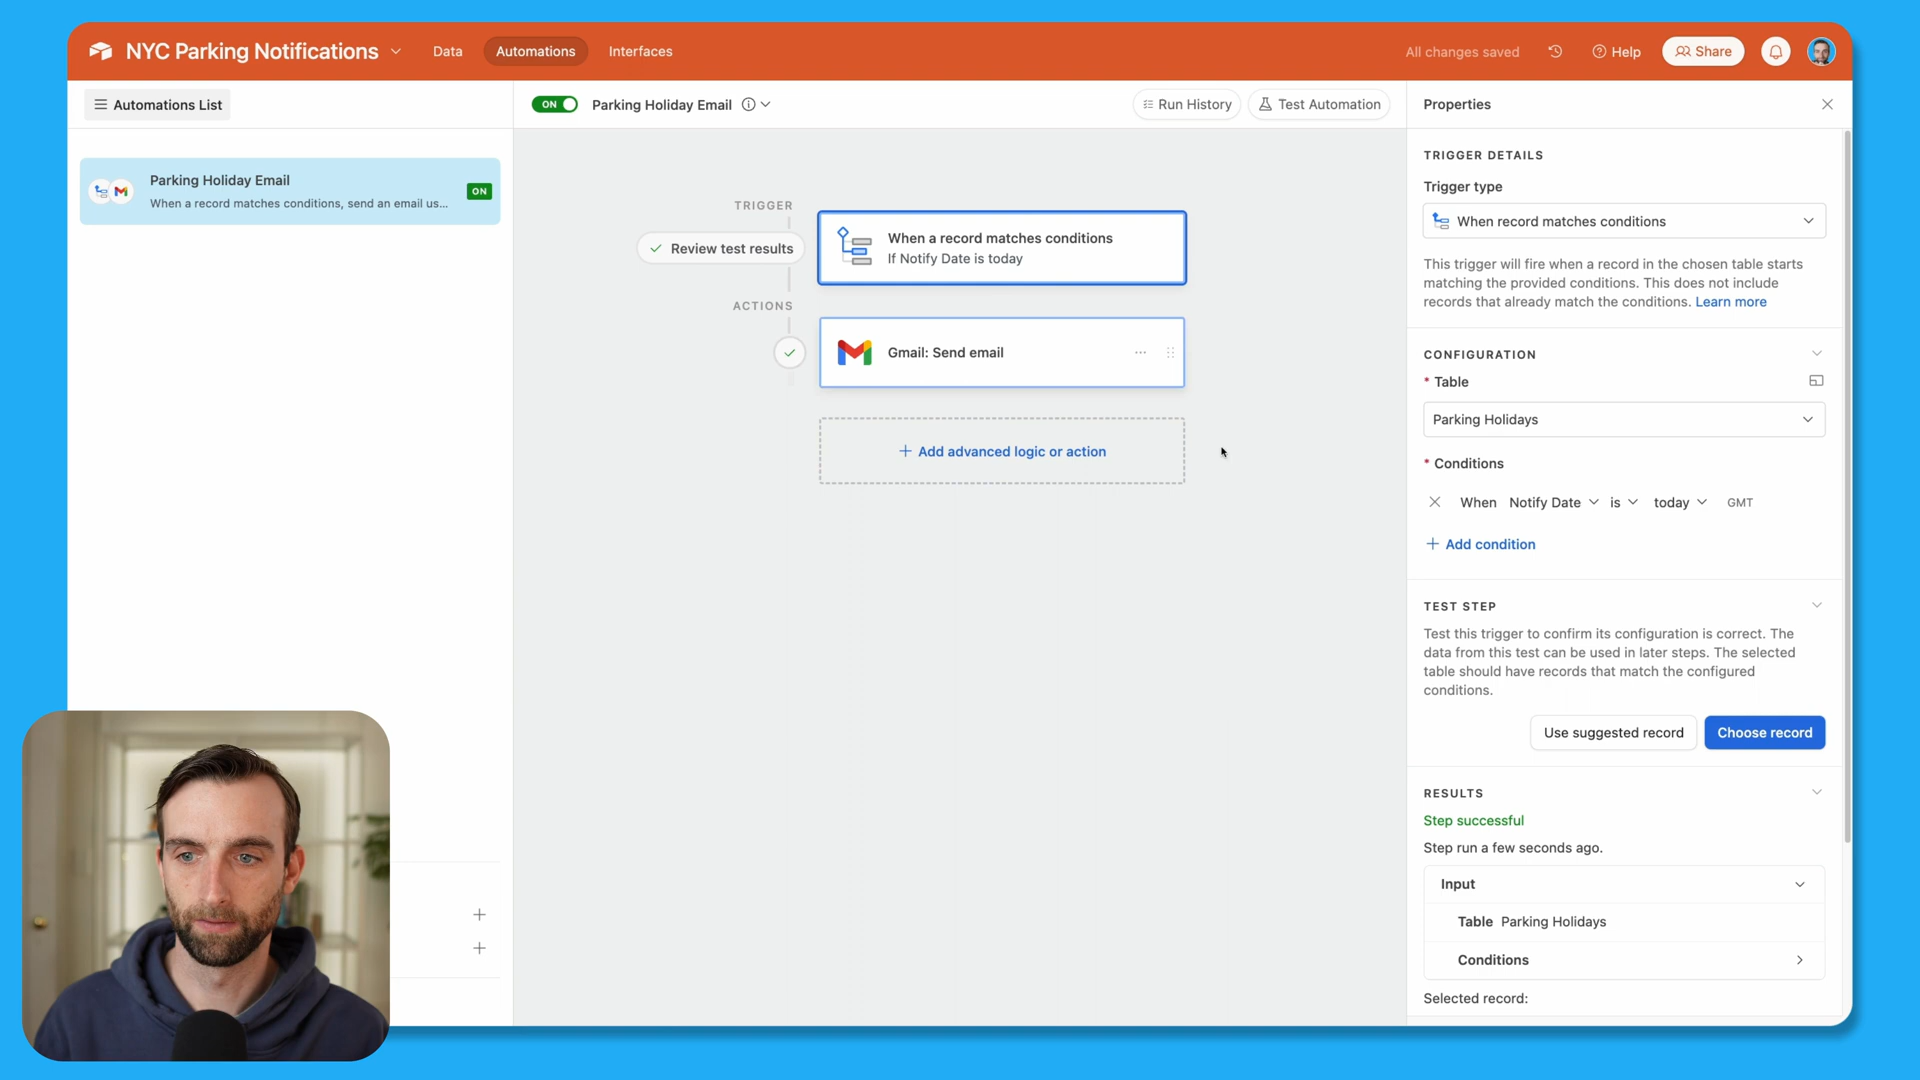 NYC Parking Notifications
Data
Automations
Interfaces
All changes saved
Help
Share
Automations List
ON
Parking Holiday Email
Run History
Test Automation
Properties
Parking Holiday Email
When a record matches conditions, send an email us...
ON
TRIGGER
Review test results
When a record matches conditions
If Notify Date is today
ACTIONS
Gmail: Send email
+ Add advanced logic or action
TRIGGER DETAILS
Trigger type
When record matches conditions
This trigger will fire when a record in the chosen table starts
matching the provided conditions. This does not include
records that already match the conditions. Learn more
CONFIGURATION
* Table
Parking Holidays
* Conditions
When Notify Date is today GMT
+ Add condition
TEST STEP
Test this trigger to confirm its configuration is correct. The
data from this test can be used in later steps. The selected
table should have records that match the configured
conditions.
Use suggested record
Choose record
RESULTS
Step successful
Step run a few seconds ago.
Input
Table Parking Holidays
Conditions
Selected record: